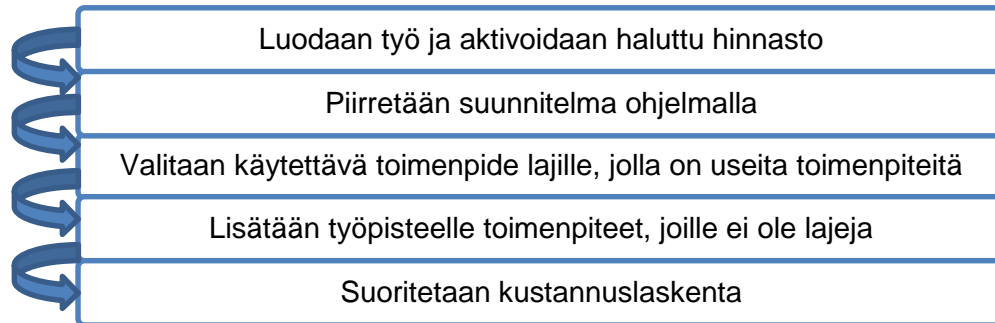 Luodaan työ ja aktivoidaan haluttu hinnasto
Piirretään suunnitelma ohjelmalla
Valitaan käytettävä toimenpide lajille, jolla on useita toimenpiteitä
Lisätään työpisteelle toimenpiteet, joille ei ole lajeja
Suoritetaan kustannuslaskenta